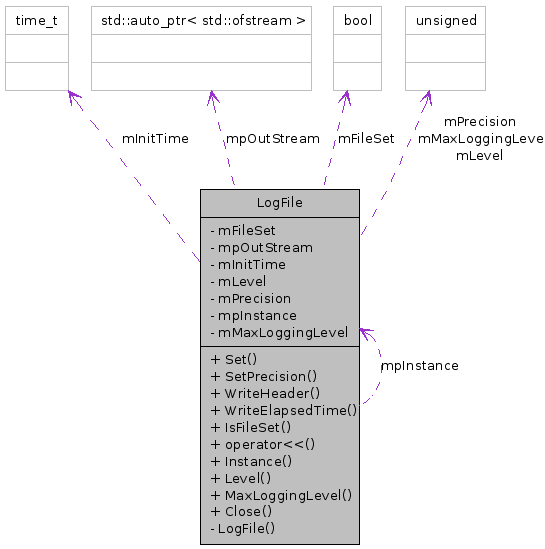 time_t
std::auto_ptr< std::ofstream >
bool
unsigned
mInitTime
mpOutStream
mFileSet
mPrecision
mMaxLoggingLeve
mLevel
LogFile
- mFileSet
- mpOutStream
- mInitTime
- mLevel
- mPrecision
- mpInstance
- mMaxLoggingLevel
+ Set()
+ SetPrecision()
+ WriteHeader()
+ WriteElapsedTime()
+ IsFileSet()
+ operator<<()
+ Instance()
+ Level()
+ MaxLoggingLevel()
+ Close()
- LogFile()
mpInstance